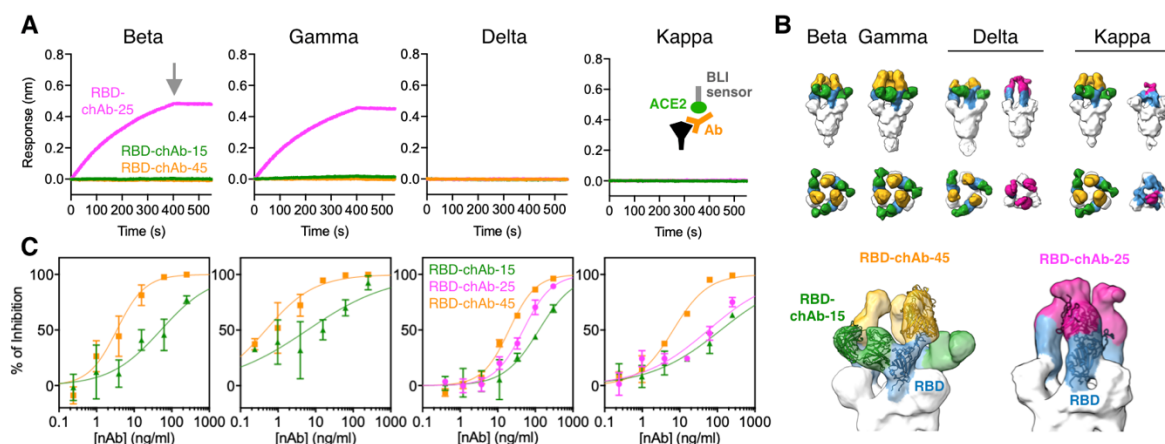 A
Beta
Gamma
Delta
Kappa
Response (nm)
0.8
0.6
0.4
0.2
0.0
RBD-
chAb-25
RBD-chAb-15
RBD-chAb-45
0 100 200 300 400 500
Time (s)
0.8
0.6
0.4
0.2
0.0
0 100 200 300 400 500
Time (s)
0.8
0.6
0.4
0.2
0.0
0 100 200 300 400 500
Time (s)
0.8
0.6
0.4
0.2
0.0
BLI
sensor
ACE2
Ab
0 100 200 300 400 500
Time (s)
B
Beta Gamma Delta Kappa
RBD-chAb-45
RBD-
chAb-15
RBD
RBD-chAb-25
RBD
C
% of Inhibition
100
50
0
0.1 1 10 100 1000
[nAb] (ng/ml)
100
50
0
0.1 1 10 100 1000
[nAb] (ng/ml)
RBD-chAb-15
RBD-chAb-25
RBD-chAb-45
100
50
0
0.1 1 10 100 1000
[nAb] (ng/ml)
100
50
0
0.1 1 10 100 1000
[nAb] (ng/ml)